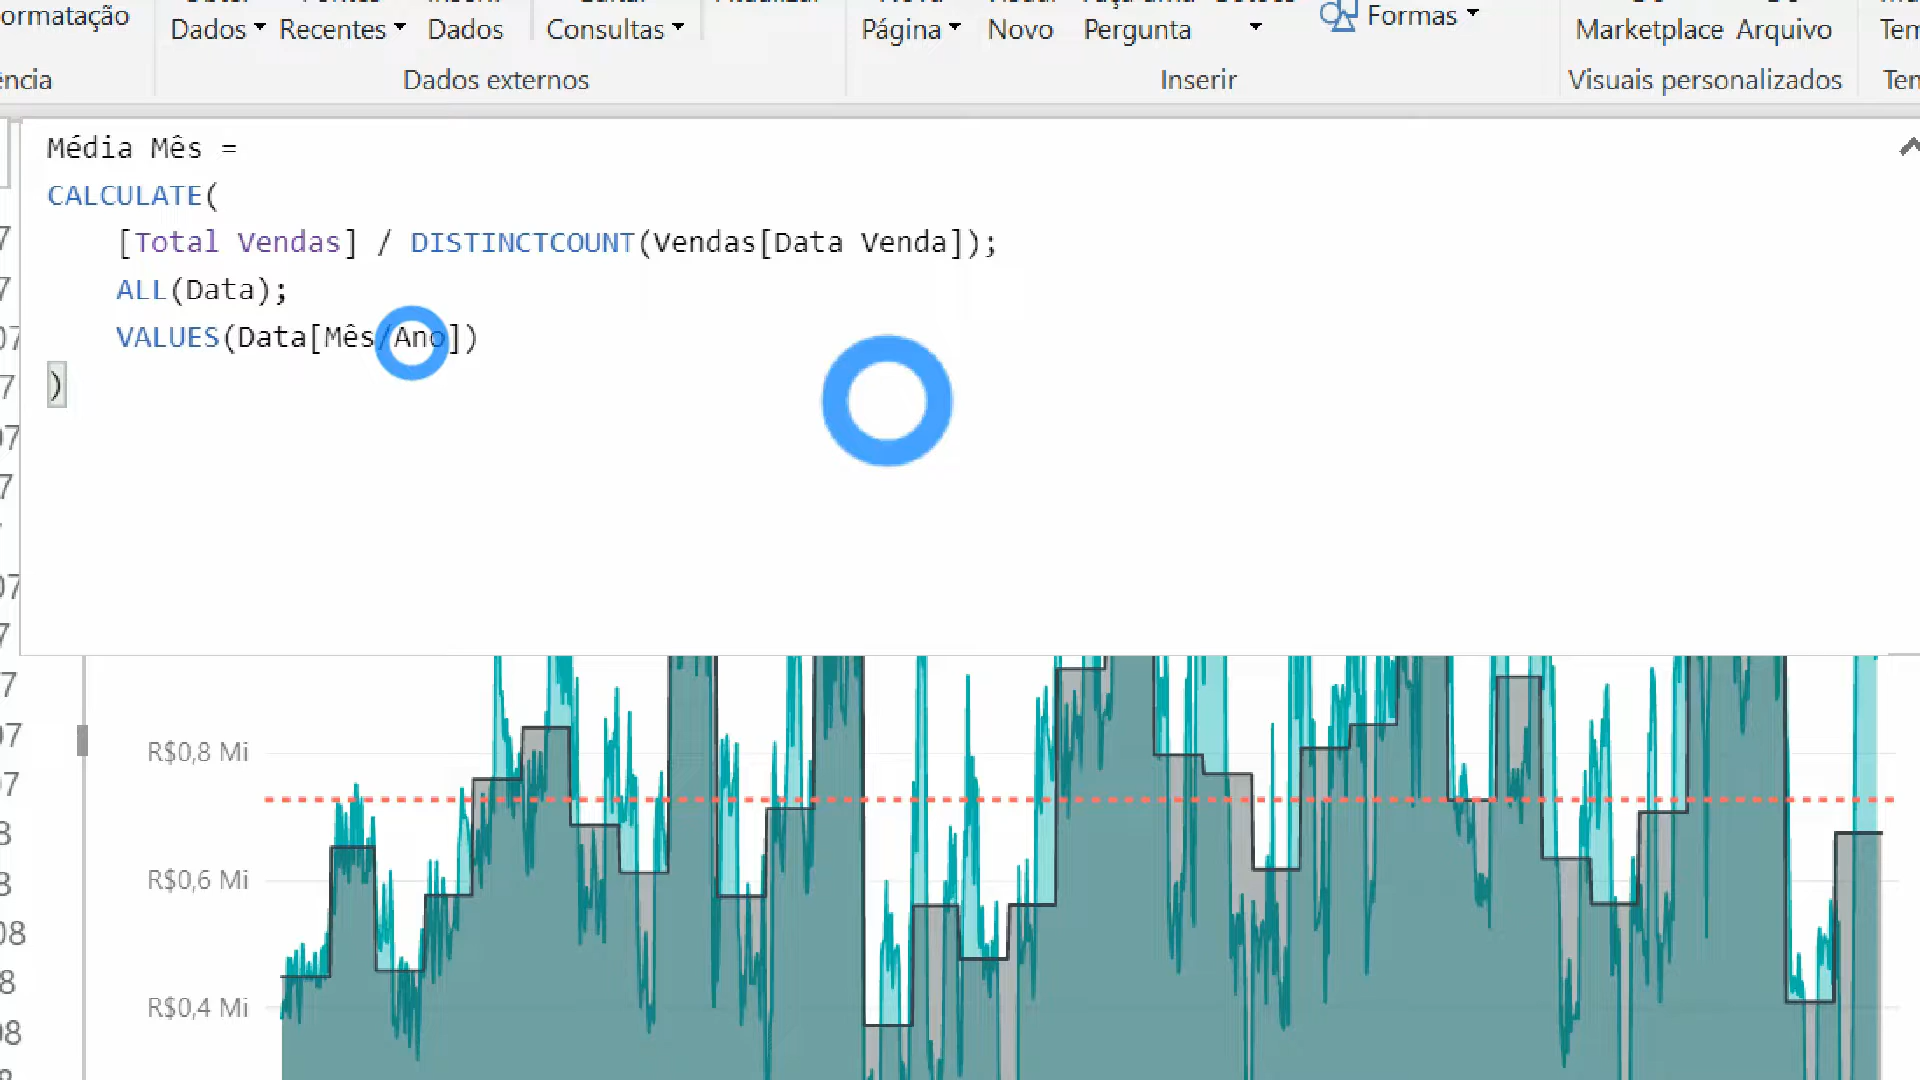 ormatação
Dados Recentes Dados Consultas
Página Novo Pergunta
Formas
Marketplace Arquivo
ência
Dados externos
Inserir
Visuais personalizados
Média Mês =
CALCULATE(
[Total Vendas] / DISTINCTCOUNT(Vendas[Data Venda]);
ALL(Data);
VALUES(Data[Mês/Ano])
)
R$0,8 Mi
R$0,6 Mi
R$0,4 Mi